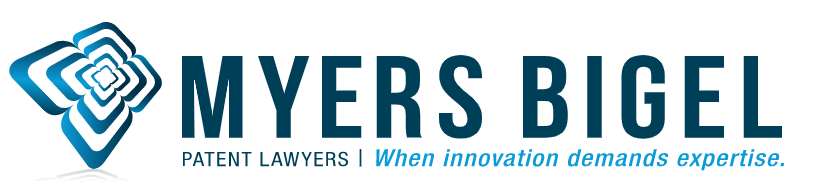 MYERS BIGEL
PATENT LAWYERS | When innovation demands expertise.